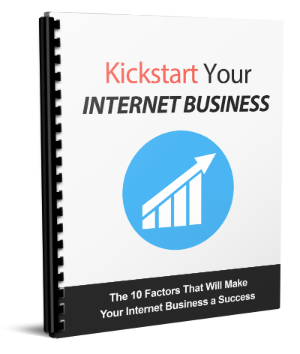 Kickstart Your
INTERNET BUSINESS
The 10 Factors That Will Make
Your Internet Business a Success